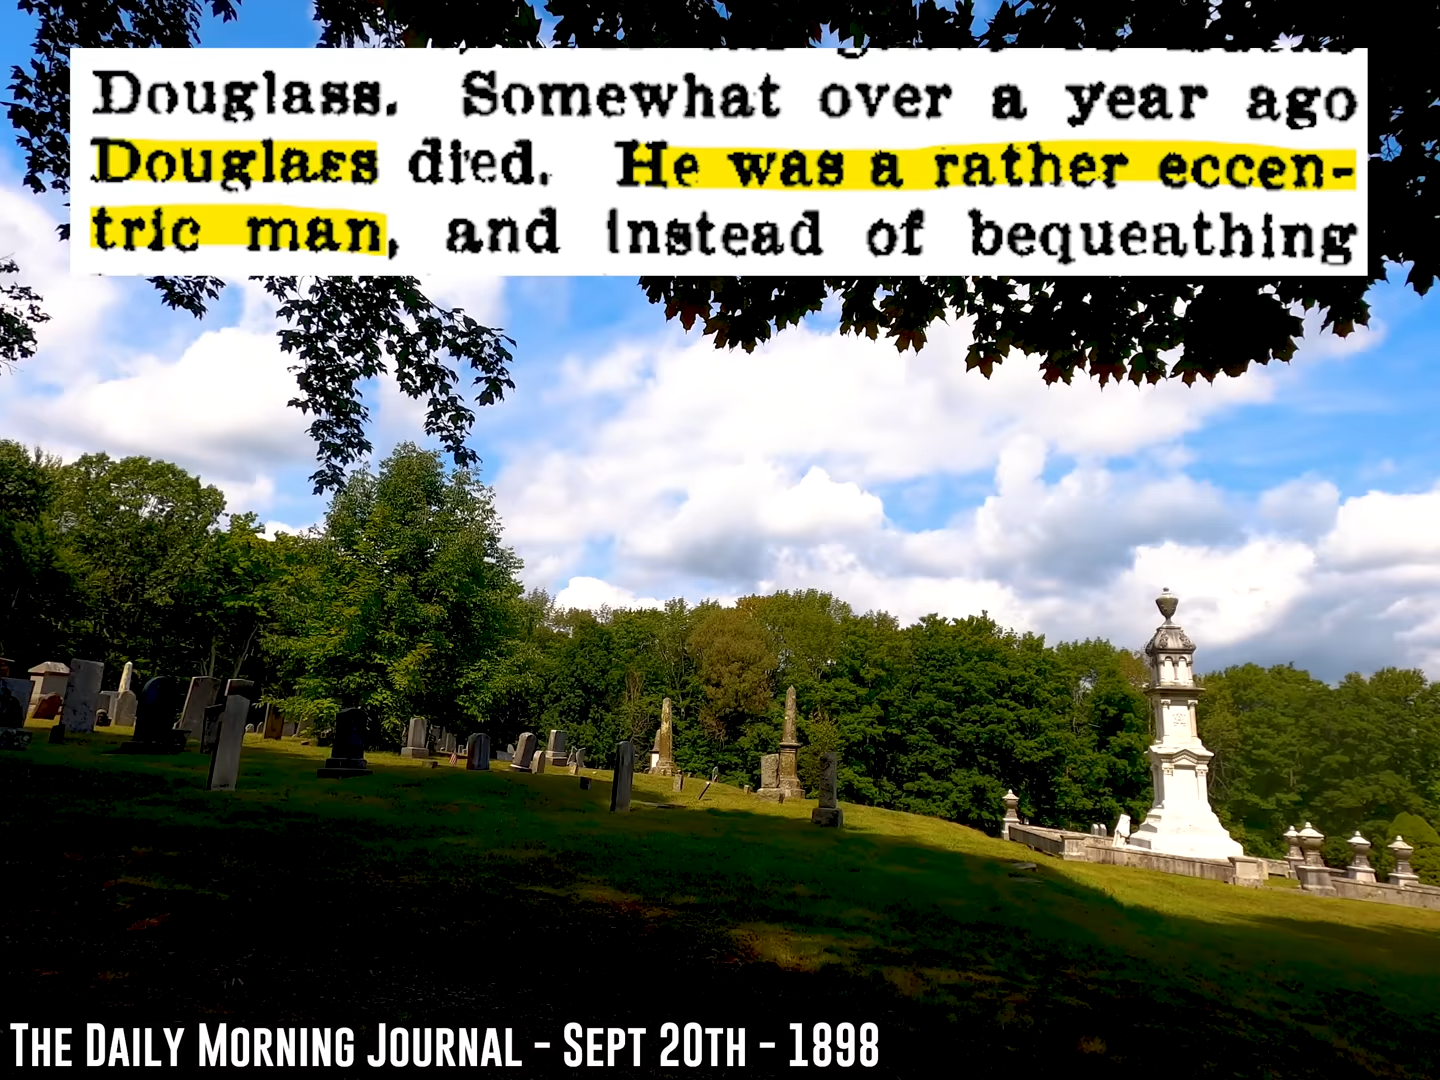 Douglass. Somewhat over a year ago
Douglass died. He was a rather eccen-
tric man, and instead of bequeathing
THE DAILY MORNING JOURNAL - SEPT 20TH - 1898